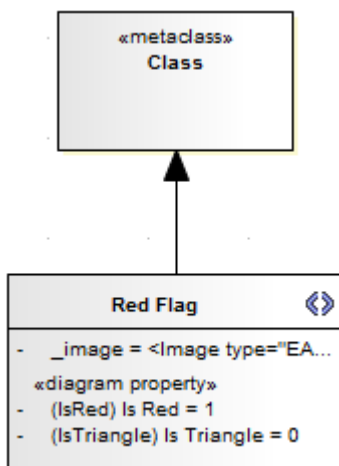 «metaclass»
Class
Red Flag
- _image = <Image type="EA...
«diagram property»
- (IsRed) Is Red = 1
- (IsTriangle) Is Triangle = 0